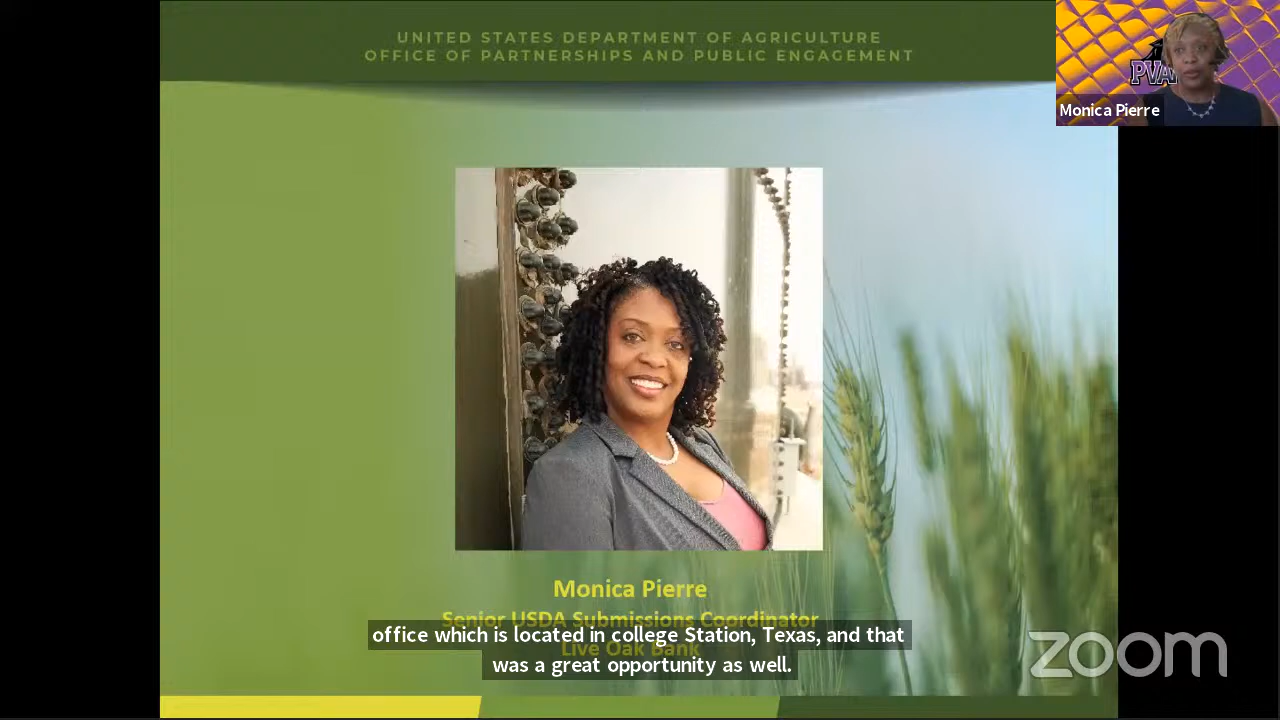 UNITED STATES DEPARTMENT OF AGRICULTURE
OFFICE OF PARTNERSHIPS AND PUBLIC ENGAGEMENT
PVA
Monica Pierre
Monica Pierre
Senior USDA Submissions Coordinator
Live Oak Bank
office which is located in college Station, Texas, and that
was a great opportunity as well.
zoom